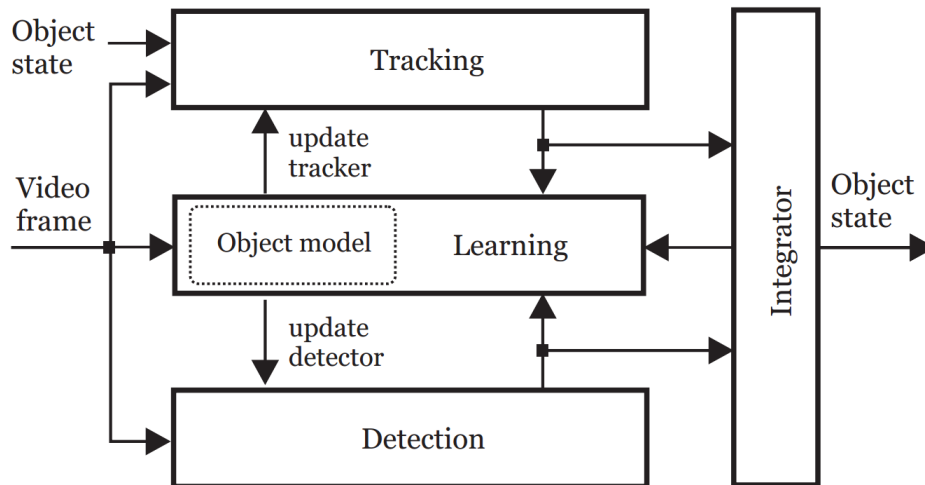 Object
state
Tracking
update
tracker
Video
frame
Object model
Learning
Integrator
Object
state
update
detector
Detection